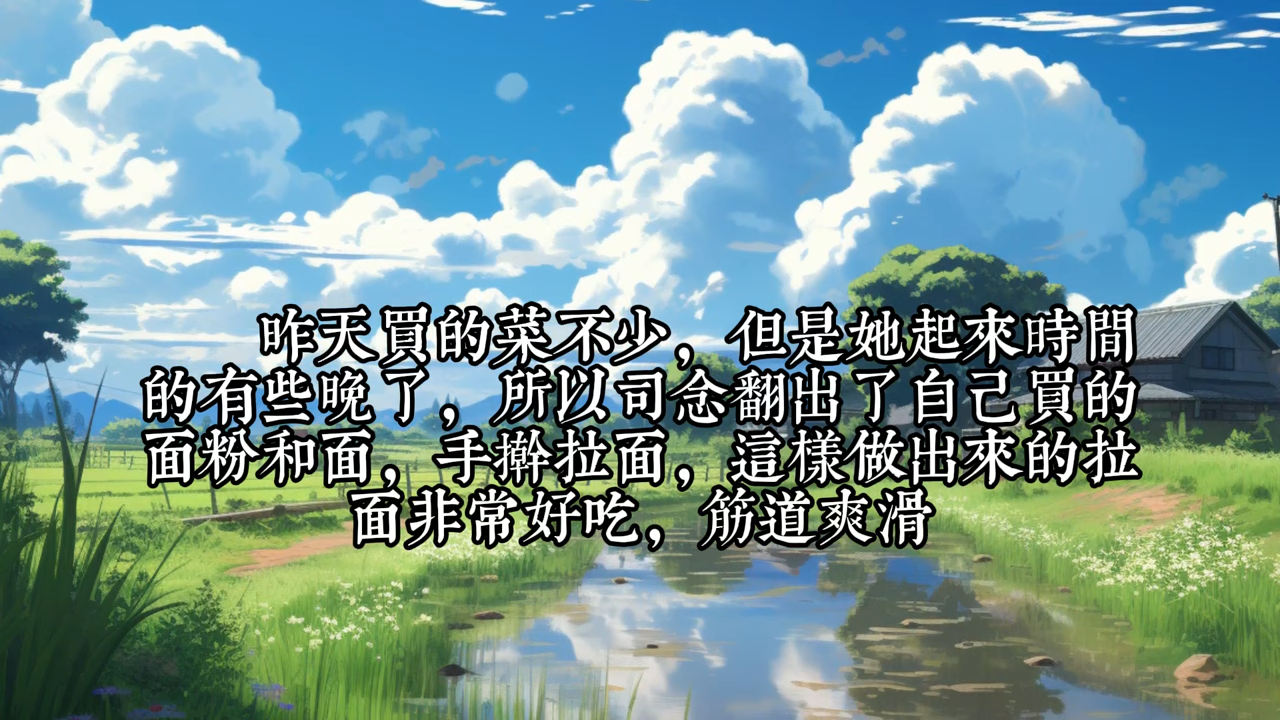 昨天買的菜不少，但是她起來時間
的有些晚了，所以司念翻出了自己買的
面粉和面，手擀拉面，這樣做出來的拉
面非常好吃，筋道爽滑